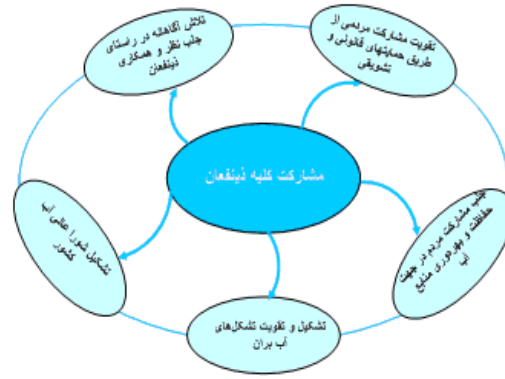 تلاش آگاهانه در راستای
جلب نظر و همکاری
ذینفعان
تقویت مشارکت مردمی از
طریق حمایتهای قانونی و
تشویقی
مشارکت کلیه ذینفعان
جلب مشارکت مردم در جهت
حفاظت و بهره‌وری منابع
آب
تشکیل شورا عالی آب
کشور
تشکیل و تقویت تشکل‌های
آب بران